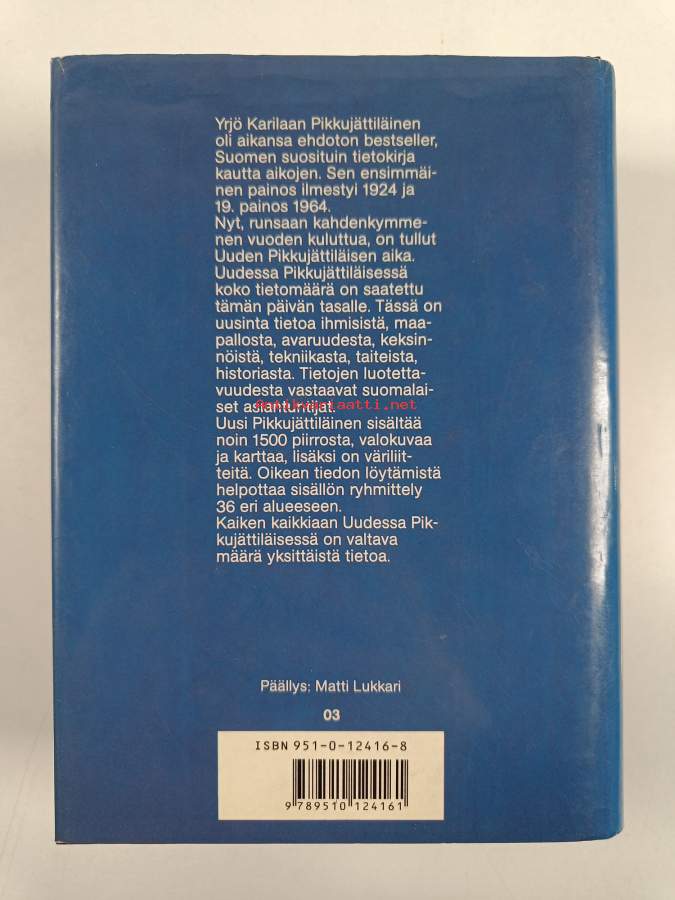 Yrjö Karilaan Pikkujättiläinen
oli aikansa ehdoton bestseller,
Suomen suosituin tietokirja
kautta aikojen. Sen ensimmäi-
nen painos ilmestyi 1924 ja
19. painos 1964.
Nyt, runsaan kahdenkymme-
nen vuoden kuluttua, on tullut
Uuden Pikkujättiläisen aika.
Uudessa Pikkujättiläisessä
koko tietomäärä on saatettu
tämän päivän tasalle. Tässä on
uusinta tietoa ihmisistä, maa-
pallosta, avaruudesta, keksin-
nöistä, tekniikasta, taiteista,
historiasta. Tietojen luotetta-
vuudesta vastaavat suomalai-
set asiantuntijat.
Antikvariaatti.net
Uusi Pikkujättiläinen sisältää
noin 1500 piirrosta, valokuvaa
ja karttaa, lisäksi on väriliit-
teitä. Oikean tiedon löytämistä
helpottaa sisällön ryhmittely
36 eri alueeseen.
Kaiken kaikkiaan Uudessa Pik-
kujättiläisessä on valtava
määrä yksittäistä tietoa.
Päällys: Matti Lukkari
03
ISBN 951-0-12416-8
9 789510 124161